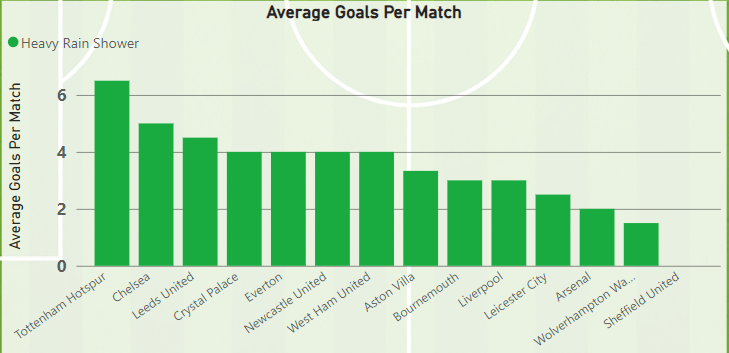 Average Goals Per Match
Heavy Rain Shower
Average Goals Per Match
6
4
2
0
Tottenham Hotspur
Chelsea
Leeds United
Crystal Palace
Everton
Newcastle United
West Ham United
Aston Villa
Bournemouth
Liverpool
Leicester City
Arsenal
Wolverhampton Wa...
Sheffield United